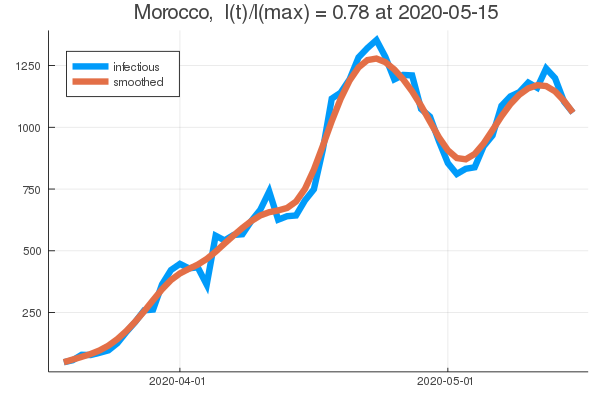 Morocco, I(t)/I(max) = 0.78 at 2020-05-15
infectious
smoothed
1250
1000
750
500
250
2020-04-01 2020-05-01